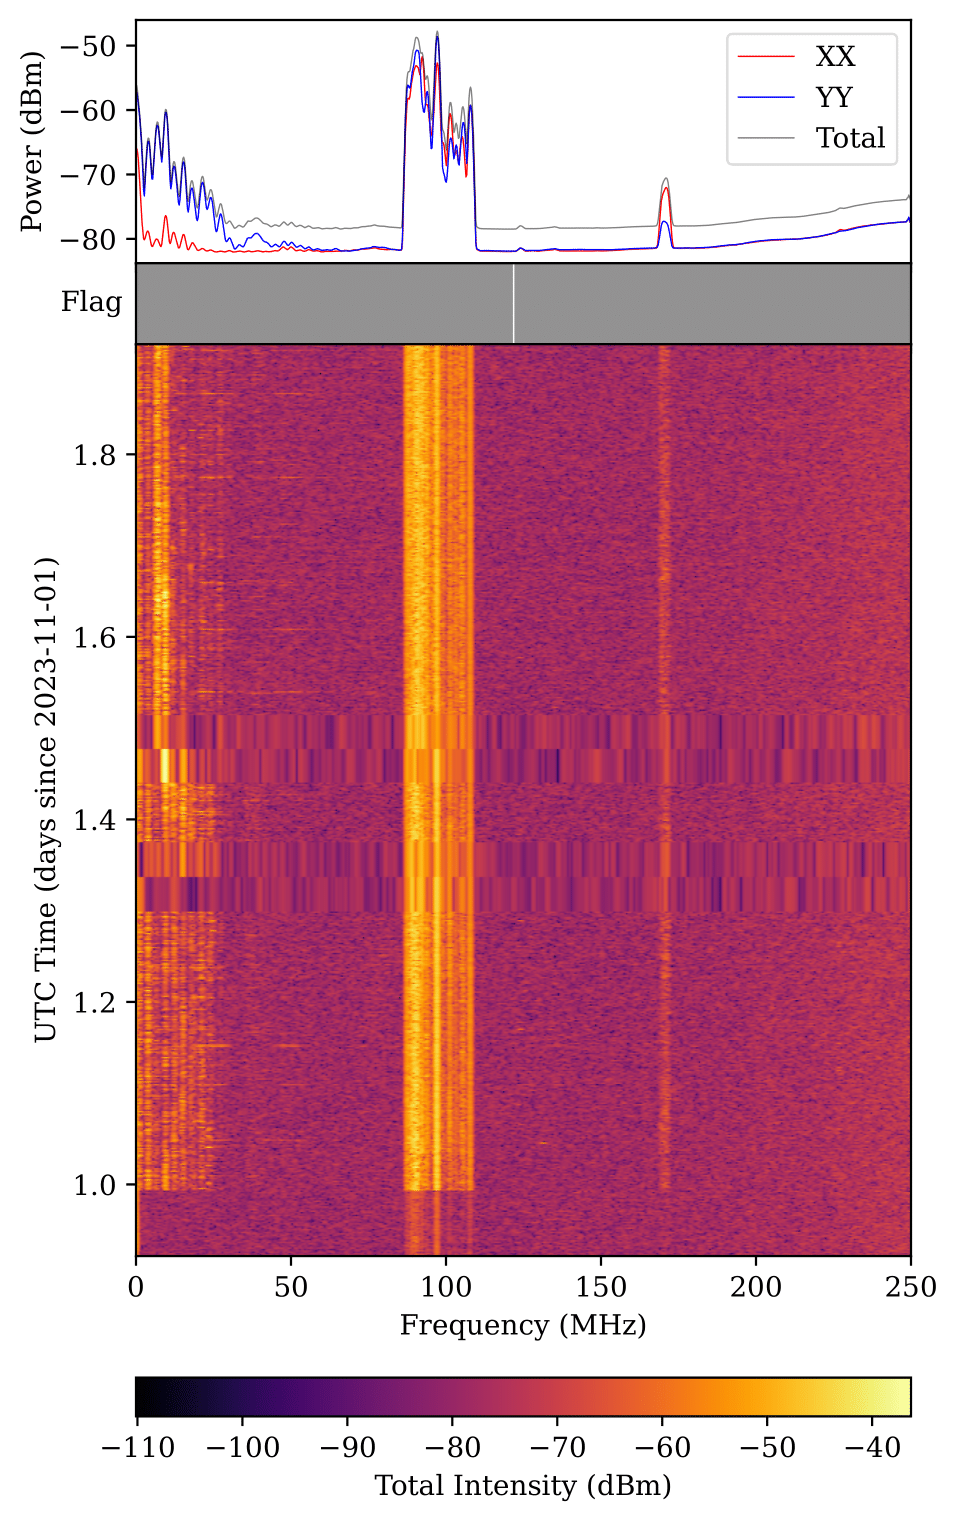 Power (dBm)
−50
−60
−70
−80
XX
YY
Total
Flag
UTC Time (days since 2023-11-01)
1.8
1.6
1.4
1.2
1.0
0 50 100 150 200 250
Frequency (MHz)
−110 −100 −90 −80 −70 −60 −50 −40
Total Intensity (dBm)